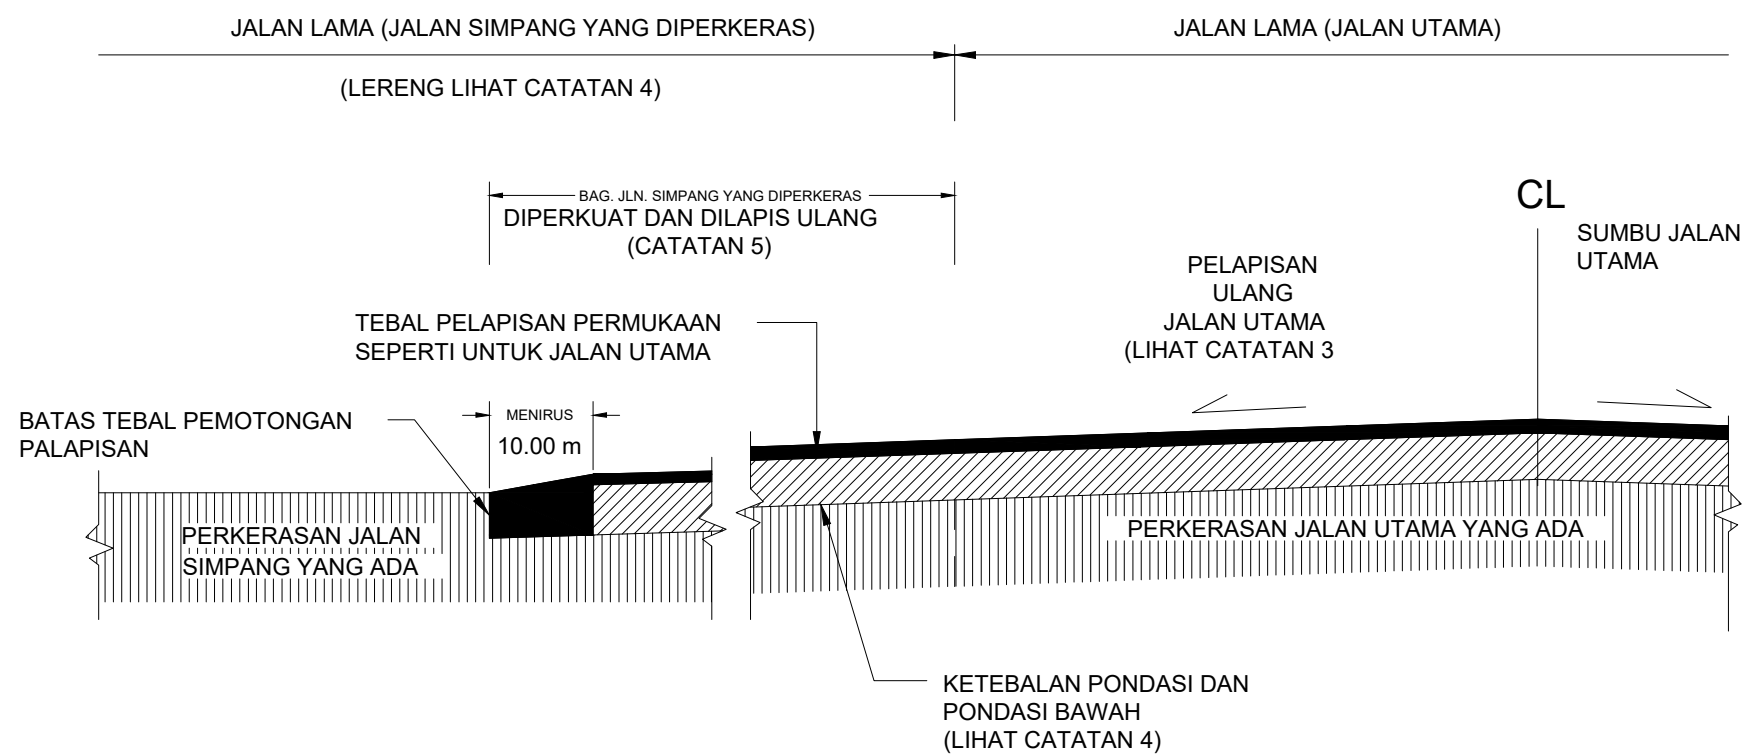 JALAN LAMA (JALAN SIMPANG YANG DIPERKERAS)
JALAN LAMA (JALAN UTAMA)
(LERENG LIHAT CATATAN 4)
BAG. JLN. SIMPANG YANG DIPERKERAS
DIPERKUAT DAN DILAPIS ULANG
(CATATAN 5)
CL
SUMBU JALAN
UTAMA
PELAPISAN
ULANG
JALAN UTAMA
(LIHAT CATATAN 3
TEBAL PELAPISAN PERMUKAAN
SEPERTI UNTUK JALAN UTAMA
BATAS TEBAL PEMOTONGAN
PALAPISAN
MENIRUS
10.00 m
PERKERASAN JALAN
SIMPANG YANG ADA
PERKERASAN JALAN UTAMA YANG ADA
KETEBALAN PONDASI DAN
PONDASI BAWAH
(LIHAT CATATAN 4)